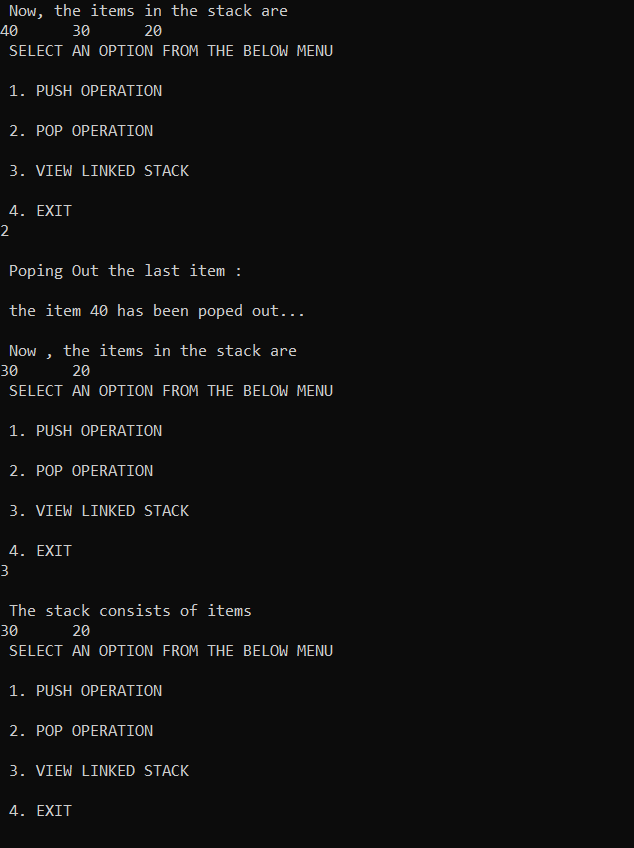 Now, the items in the stack are
40      30      20
SELECT AN OPTION FROM THE BELOW MENU
1. PUSH OPERATION
2. POP OPERATION
3. VIEW LINKED STACK
4. EXIT
2
Poping Out the last item :
the item 40 has been poped out...
Now , the items in the stack are
30      20
SELECT AN OPTION FROM THE BELOW MENU
1. PUSH OPERATION
2. POP OPERATION
3. VIEW LINKED STACK
4. EXIT
3
The stack consists of items
30      20
SELECT AN OPTION FROM THE BELOW MENU
1. PUSH OPERATION
2. POP OPERATION
3. VIEW LINKED STACK
4. EXIT